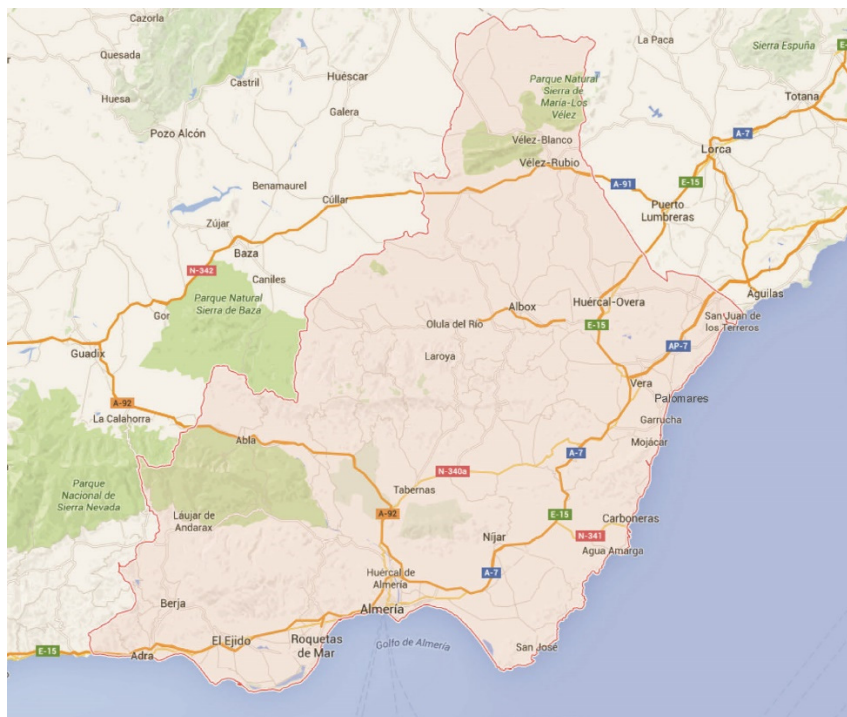 Cazorla
La Paca
Sierra Espuña
E-
Quesada
Huéscar
Castril
Parque Natural
Sierra de
María-Los
Vélez
Huesa
Totana
Galera
Pozo Alcón
A-7
Vélez-Blanco
Lorca
Vélez-Rubio
E-15
A-91
Benamaurel
Cúllar
Puerto
Lumbreras
Zújar
Baza
N-342
Caniles
Parque Natural
Sierra de Baza
Gor
Aguilas
Albox
Huércal-Overa
San Juan de
los Terreros
Olula del Río
E-15
AP-7
Guadix
Laroya
Vera
A-92
Palomares
La Calahorra
Garrucha
Abla
Mojácar
A-7
N-340a
Parque
Nacional de
Sierra Nevada
Tabernas
Láujar de
Andarax
A-92
E-15
Carboneras
Níjar
N-341
Agua Amarga
Huércal de
Almería
A-7
Berja
Almería
El Ejido
Roquetas
de Mar
Golfo de Almería
San José
E-15
Adra